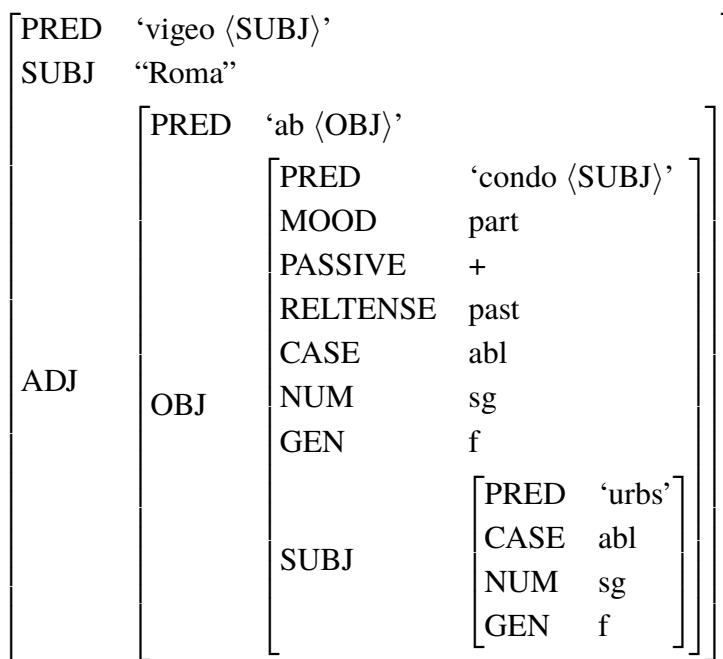 PRED ‘vigeo ⟨SUBJ⟩’
SUBJ “Roma”
PRED ‘ab ⟨OBJ⟩’
PRED ‘condo ⟨SUBJ⟩’
MOOD part
PASSIVE +
RELTENSE past
CASE abl
ADJ
OBJ
NUM sg
GEN f
SUBJ
PRED ‘urbs’
CASE abl
NUM sg
GEN f